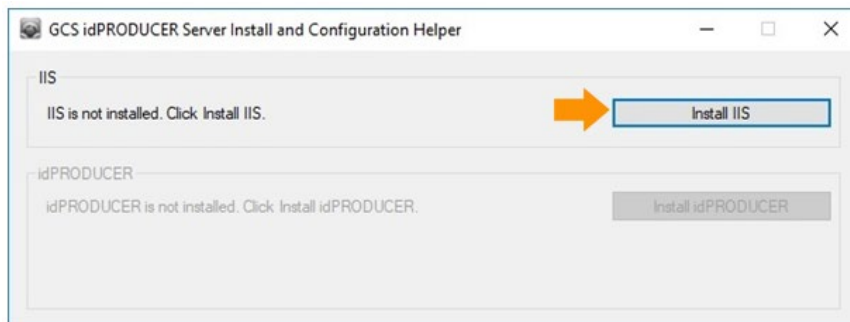 GCS idPRODUCER Server Install and Configuration Helper
IIS
IIS is not installed. Click Install IIS.
Install IIS
idPRODUCER
idPRODUCER is not installed. Click Install idPRODUCER.
Install idPRODUCER